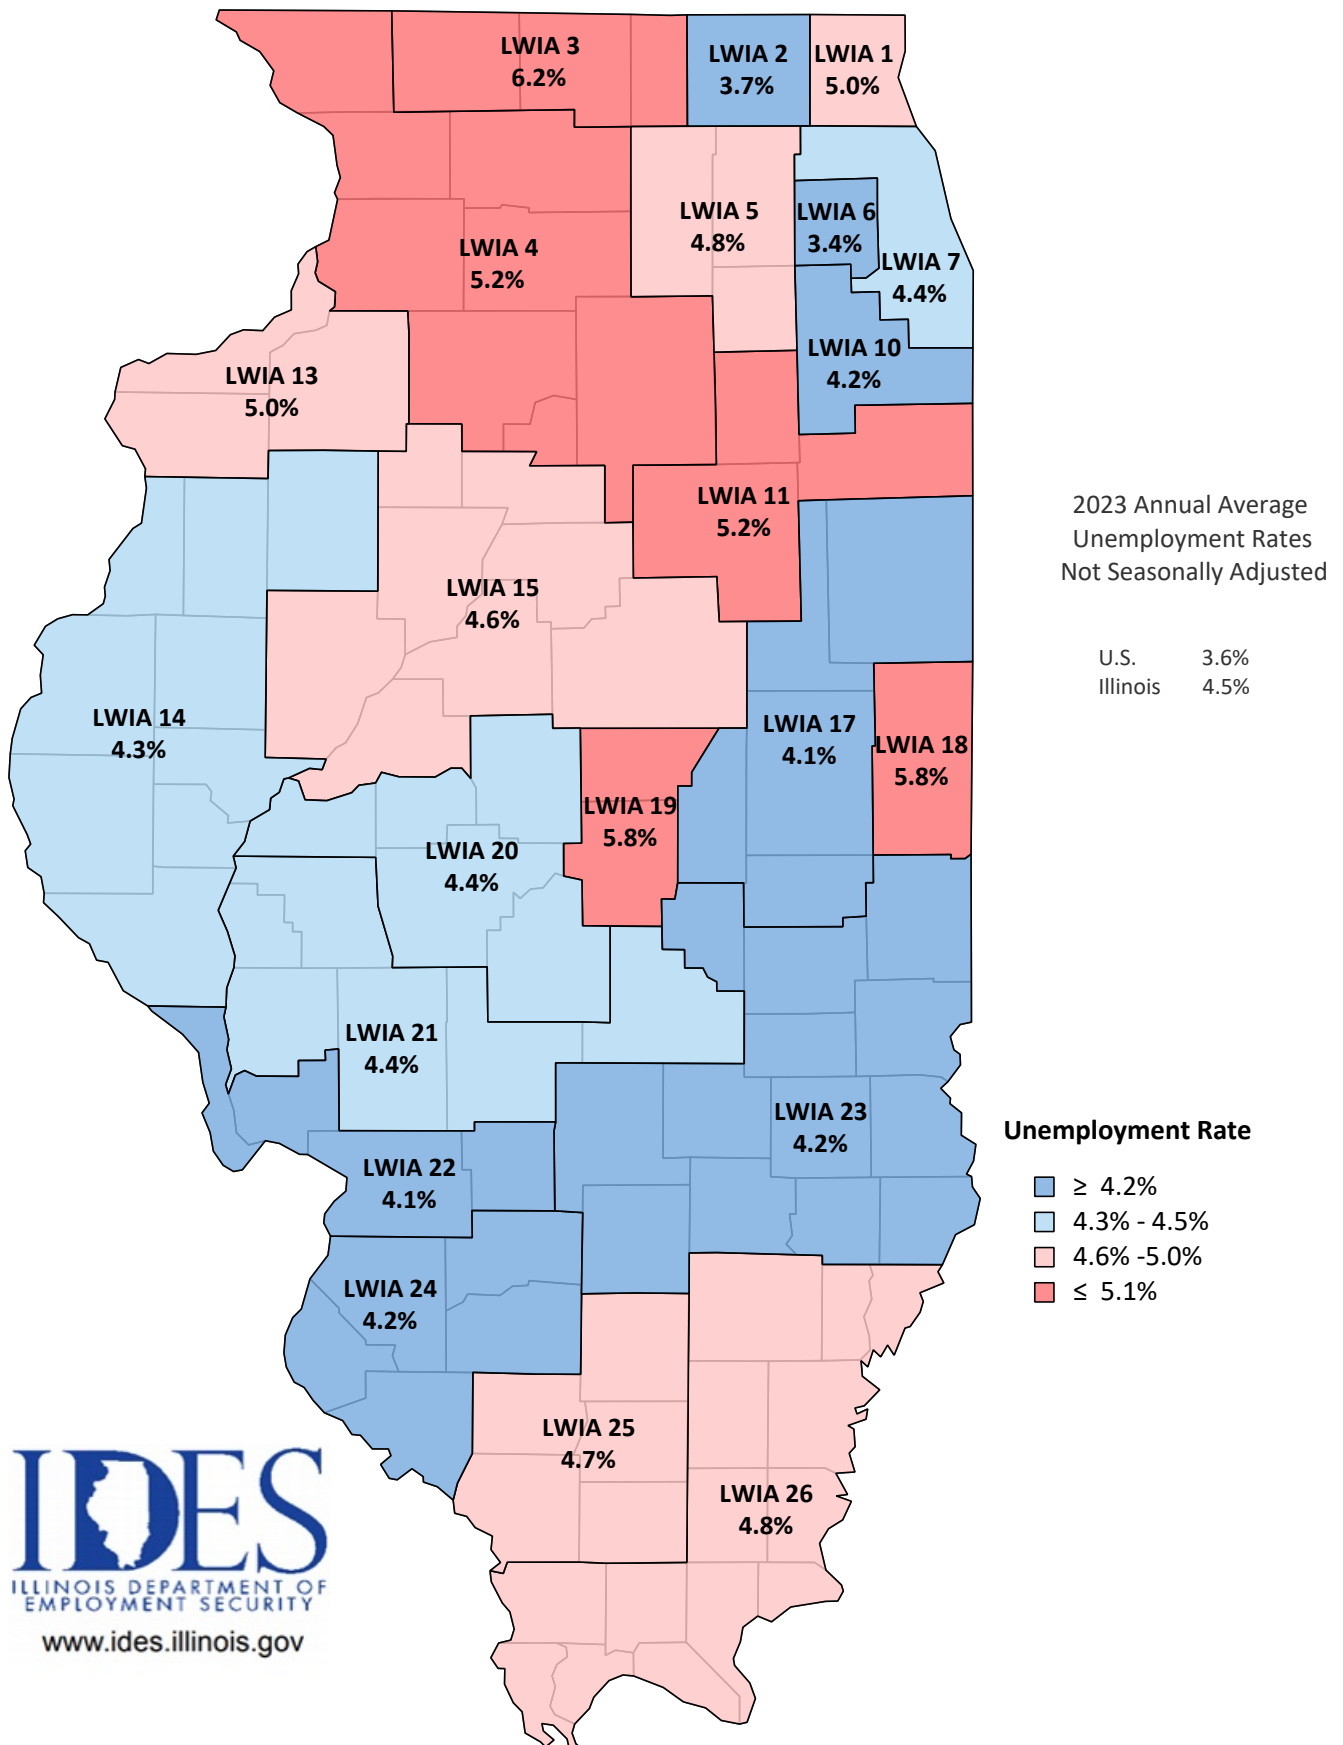 LWIA 3
6.2%
LWIA 2
3.7%
LWIA 1
5.0%
LWIA 5
4.8%
LWIA 6
3.4%
LWIA 7
4.4%
LWIA 4
5.2%
LWIA 10
4.2%
LWIA 13
5.0%
LWIA 11
5.2%
2023 Annual Average
Unemployment Rates
Not Seasonally Adjusted
U.S. 3.6%
Illinois 4.5%
LWIA 15
4.6%
LWIA 14
4.3%
LWIA 17
4.1%
LWIA 18
5.8%
LWIA 19
5.8%
LWIA 20
4.4%
LWIA 21
4.4%
LWIA 23
4.2%
LWIA 22
4.1%
LWIA 24
4.2%
LWIA 25
4.7%
LWIA 26
4.8%
Unemployment Rate
≥ 4.2%
4.3% - 4.5%
4.6% -5.0%
≤ 5.1%
IDES
ILLINOIS DEPARTMENT OF
EMPLOYMENT SECURITY
www.ides.illinois.gov